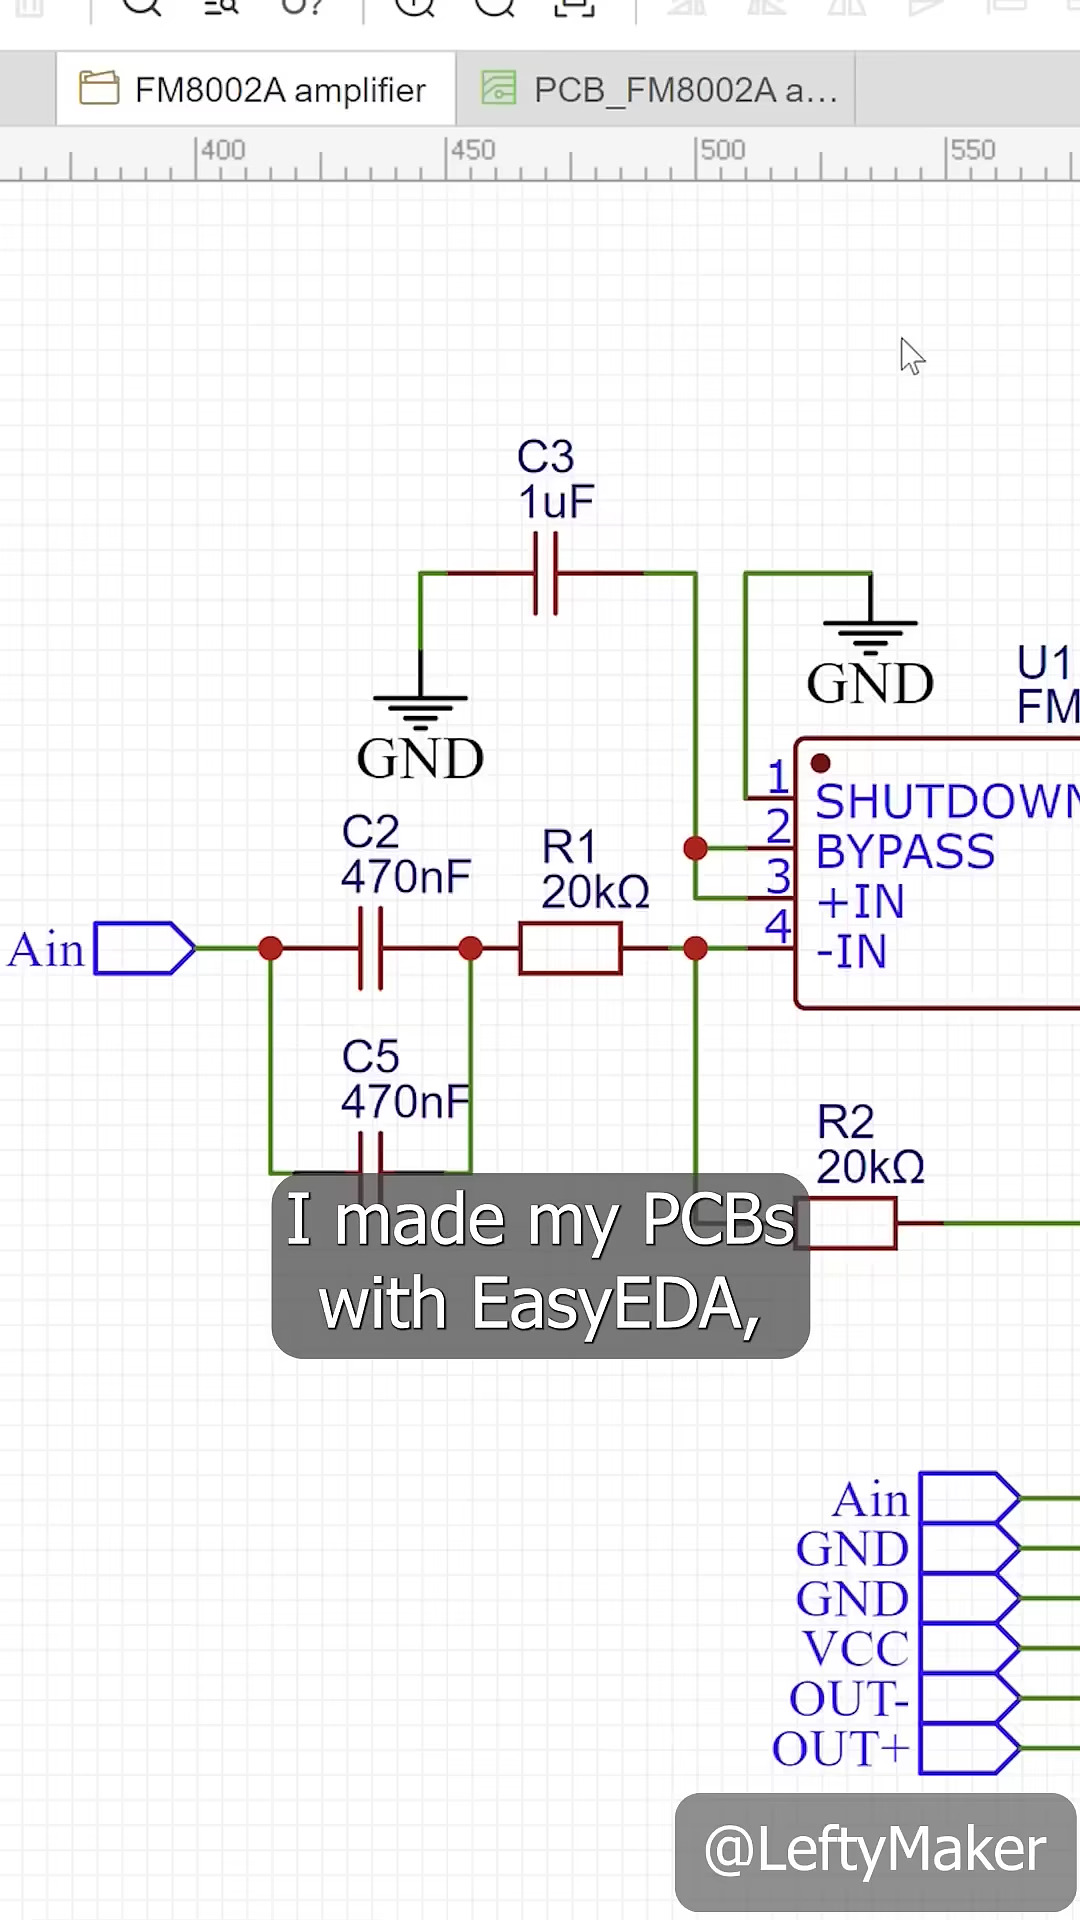 FM8002A amplifier
PCB_FM8002A a...
400
450
500
550
C3
1uF
GND
GND
U1
FM
1
SHUTDOWN
2
BYPASS
3
+IN
4
-IN
C2
470nF
R1
20kΩ
Ain
C5
470nF
R2
20kΩ
I made my PCBs
with EasyEDA,
Ain
GND
GND
VCC
OUT-
OUT+
@LeftyMaker